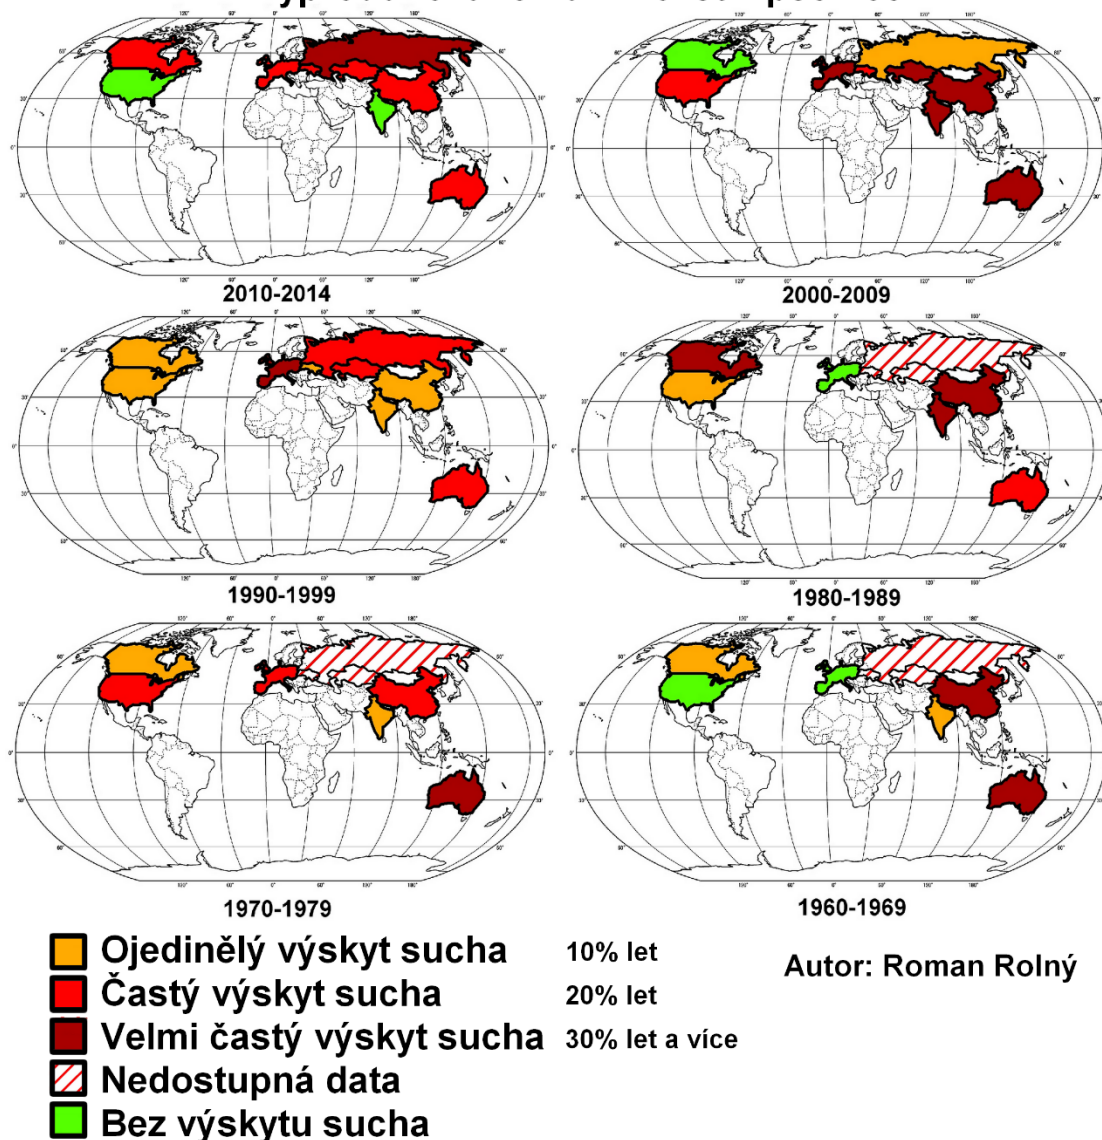 2010-2014
2000-2009
1990-1999
1980-1989
1970-1979
1960-1969
Ojedinělý výskyt sucha 10% let
Autor: Roman Rolný
Častý výskyt sucha 20% let
Velmi častý výskyt sucha 30% let a více
Nedostupná data
Bez výskytu sucha